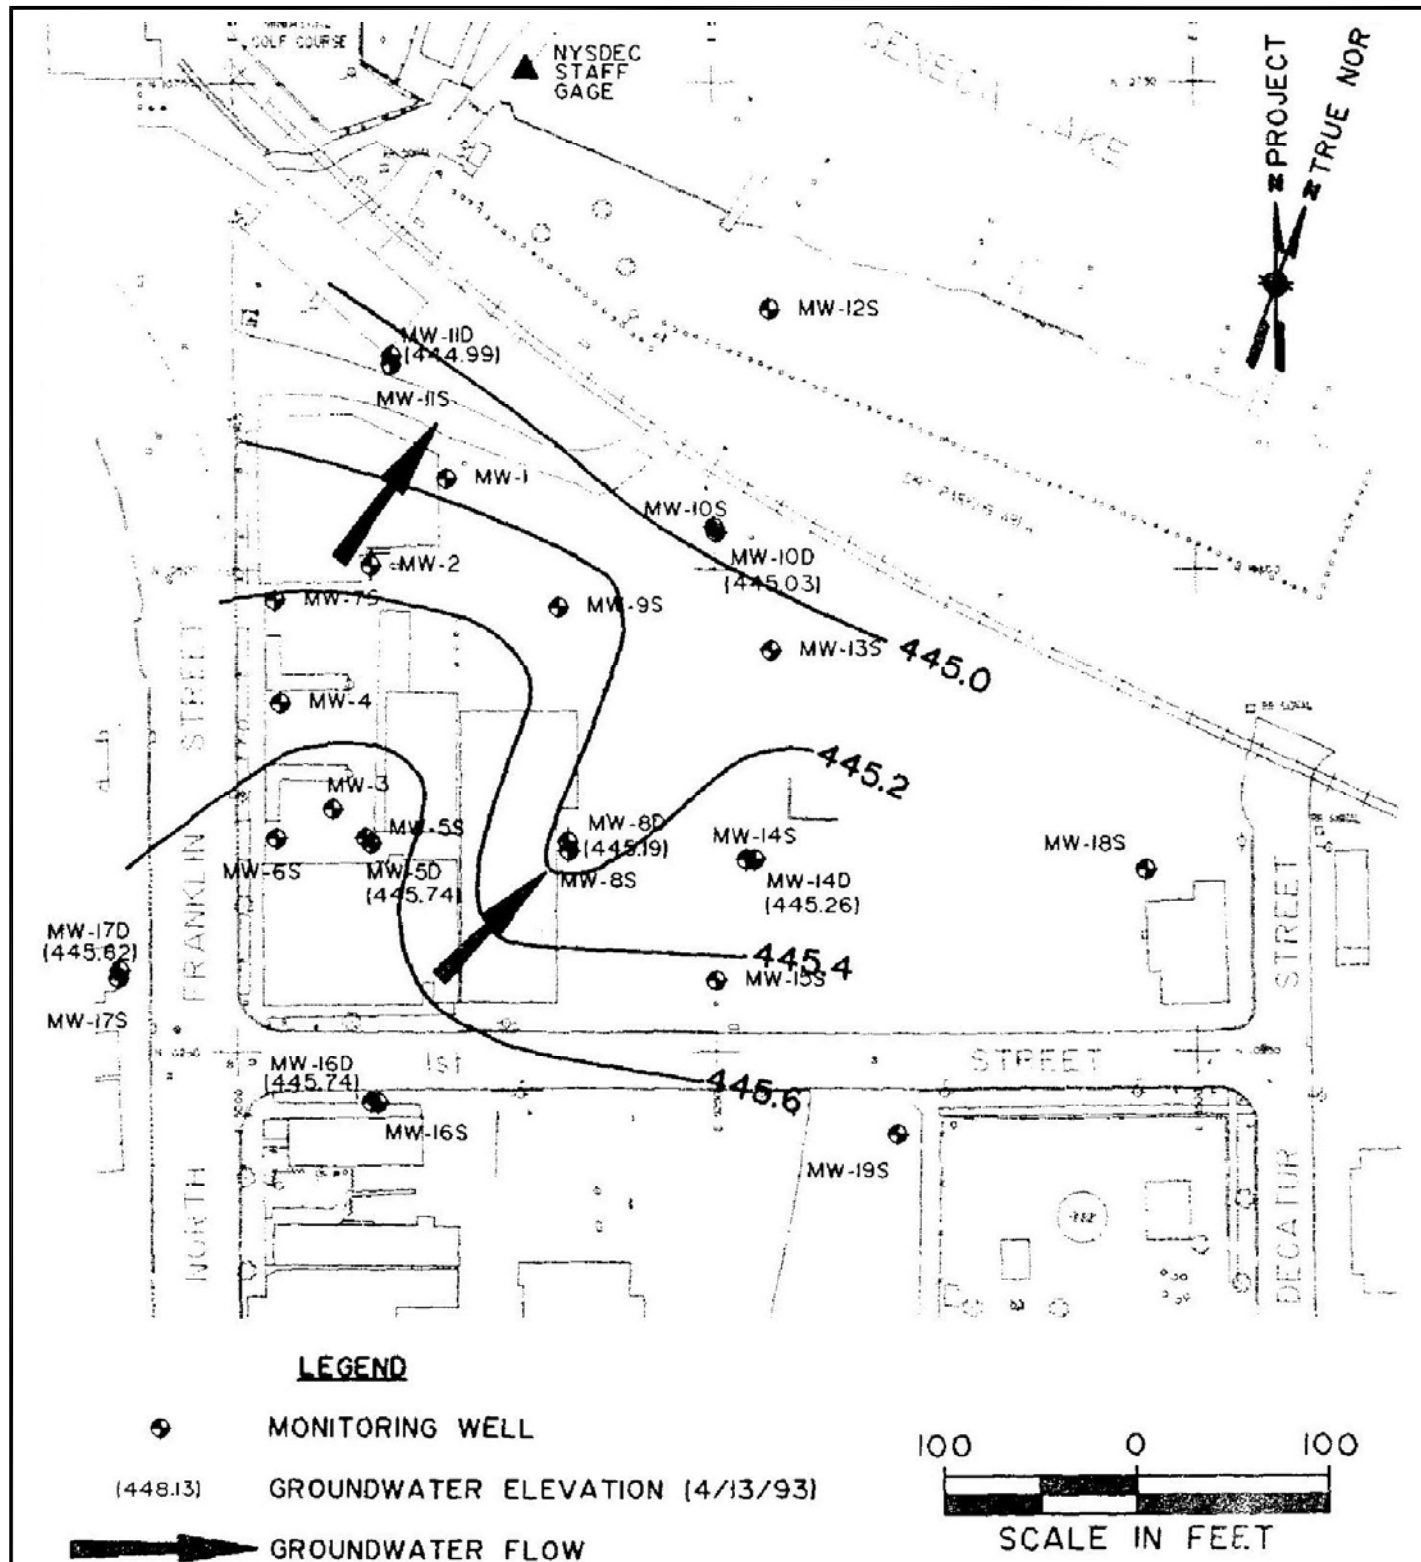 GOLF COURSE
NYSDEC
STAFF
GAGE
SENECA LAKE
PROJECT
TRUE NOR
MW-12S
MW-11D
(444.99)
MW-11S
MW-1
MW-10S
MW-10D
(445.03)
MW-2
MW-7S
MW-9S
MW-13S
445.0
MW-4
445.2
MW-3
MW-5S
MW-6S
MW-5D
(445.74)
MW-8D
(445.19)
MW-8S
MW-14S
MW-14D
(445.26)
MW-18S
MW-17D
(445.62)
MW-17S
445.4
MW-15S
NORTH FRANKLIN STREET
1ST STREET
DECATUR STREET
MW-16D
(445.74)
MW-16S
445.6
MW-19S
LEGEND
MONITORING WELL
(448.13) GROUNDWATER ELEVATION (4/13/93)
GROUNDWATER FLOW
100 0 100
SCALE IN FEET